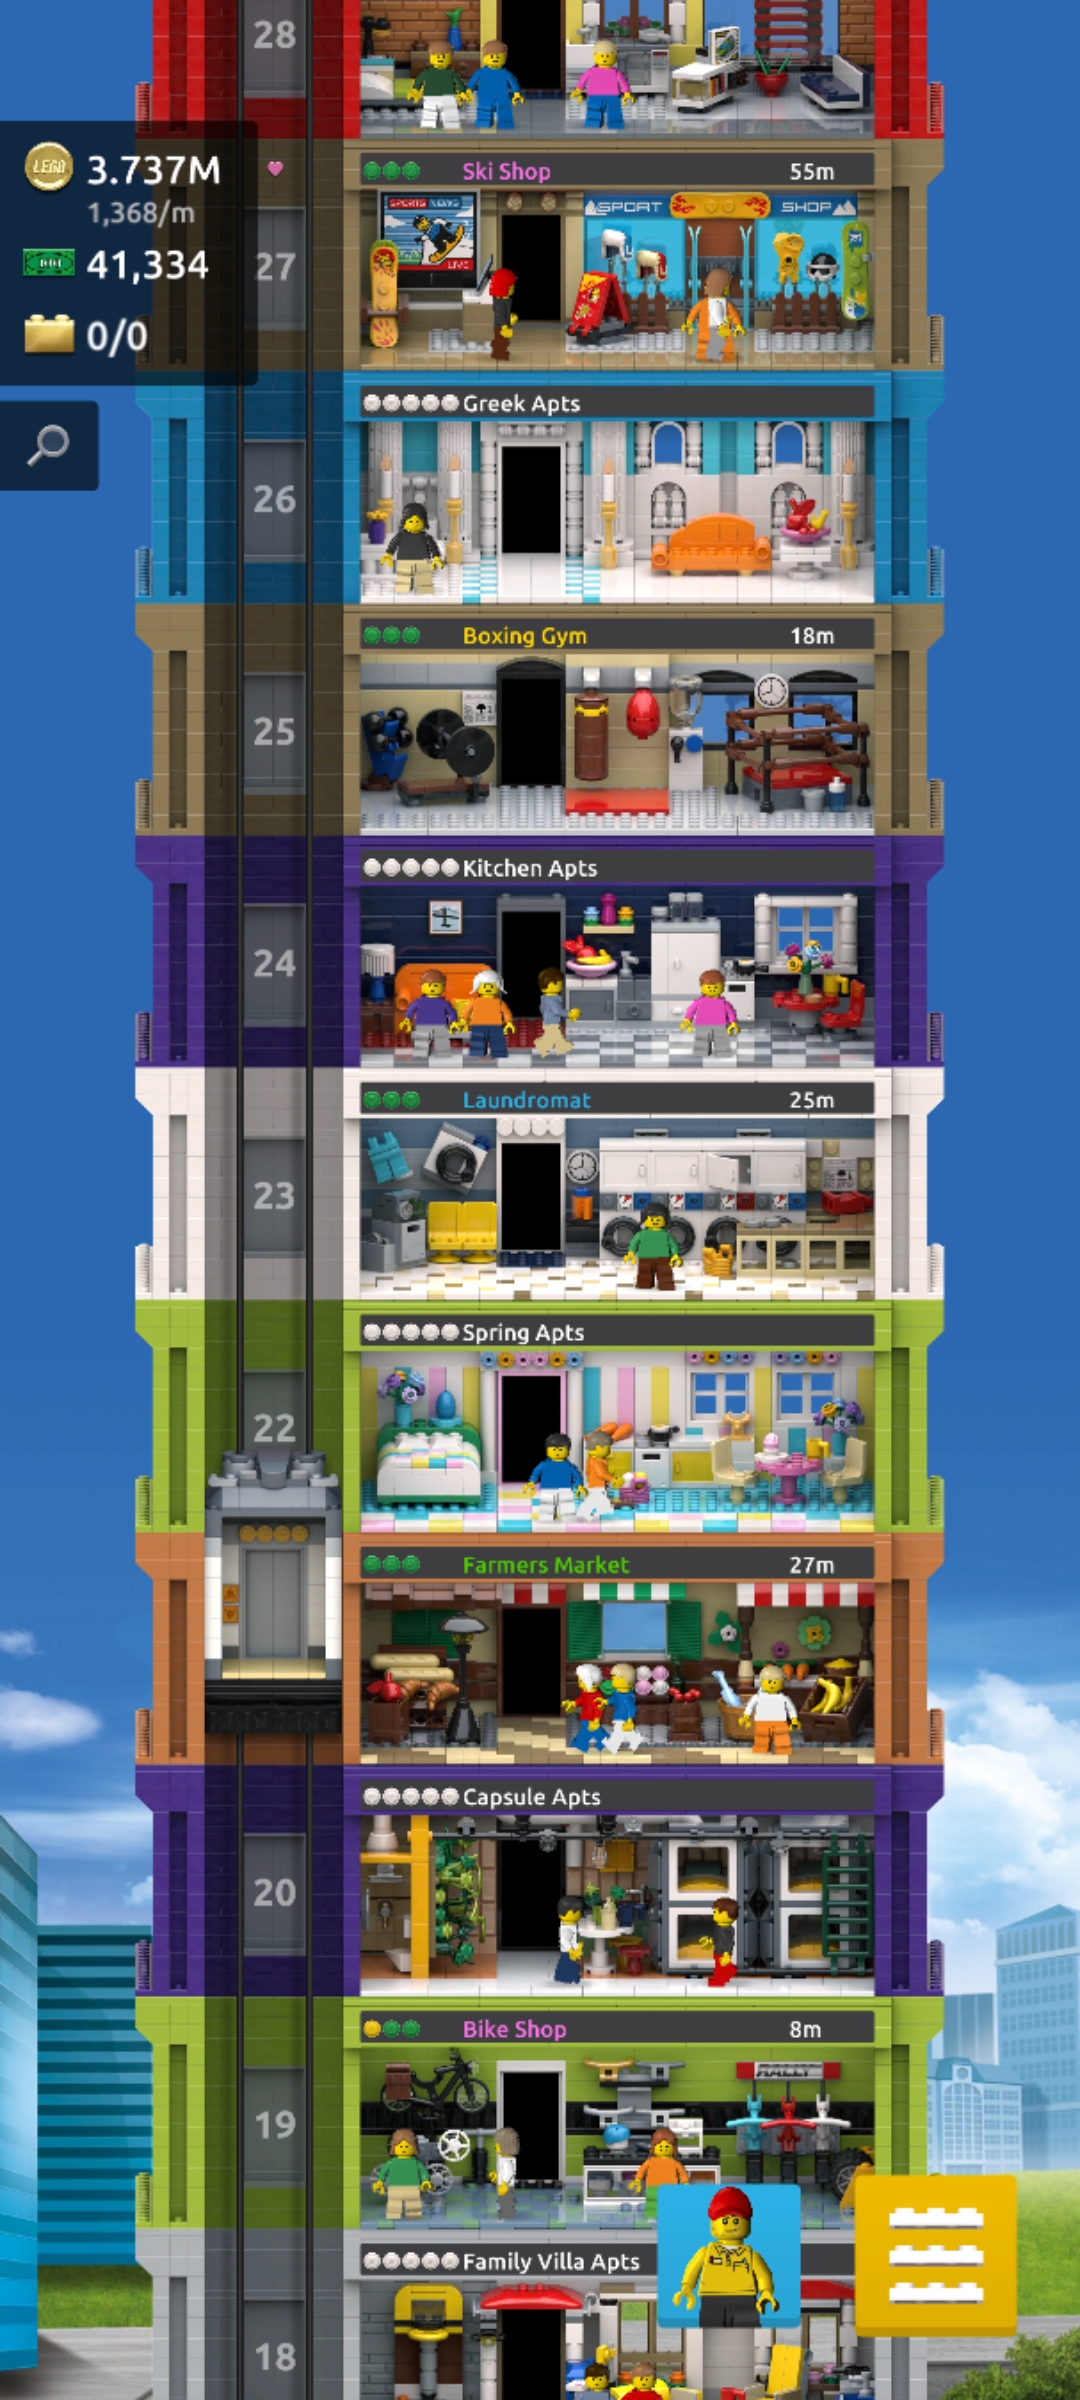 28
LEGO 3.737M
1,368/m
41,334
0/0
Ski Shop 55m
SPORTS NEWS
LIVE
SPORT SHOP
27
Greek Apts
26
Boxing Gym 18m
25
Kitchen Apts
24
Laundromat 25m
23
Spring Apts
22
Farmers Market 27m
Capsule Apts
20
Bike Shop 8m
RALLY
19
Family Villa Apts
18